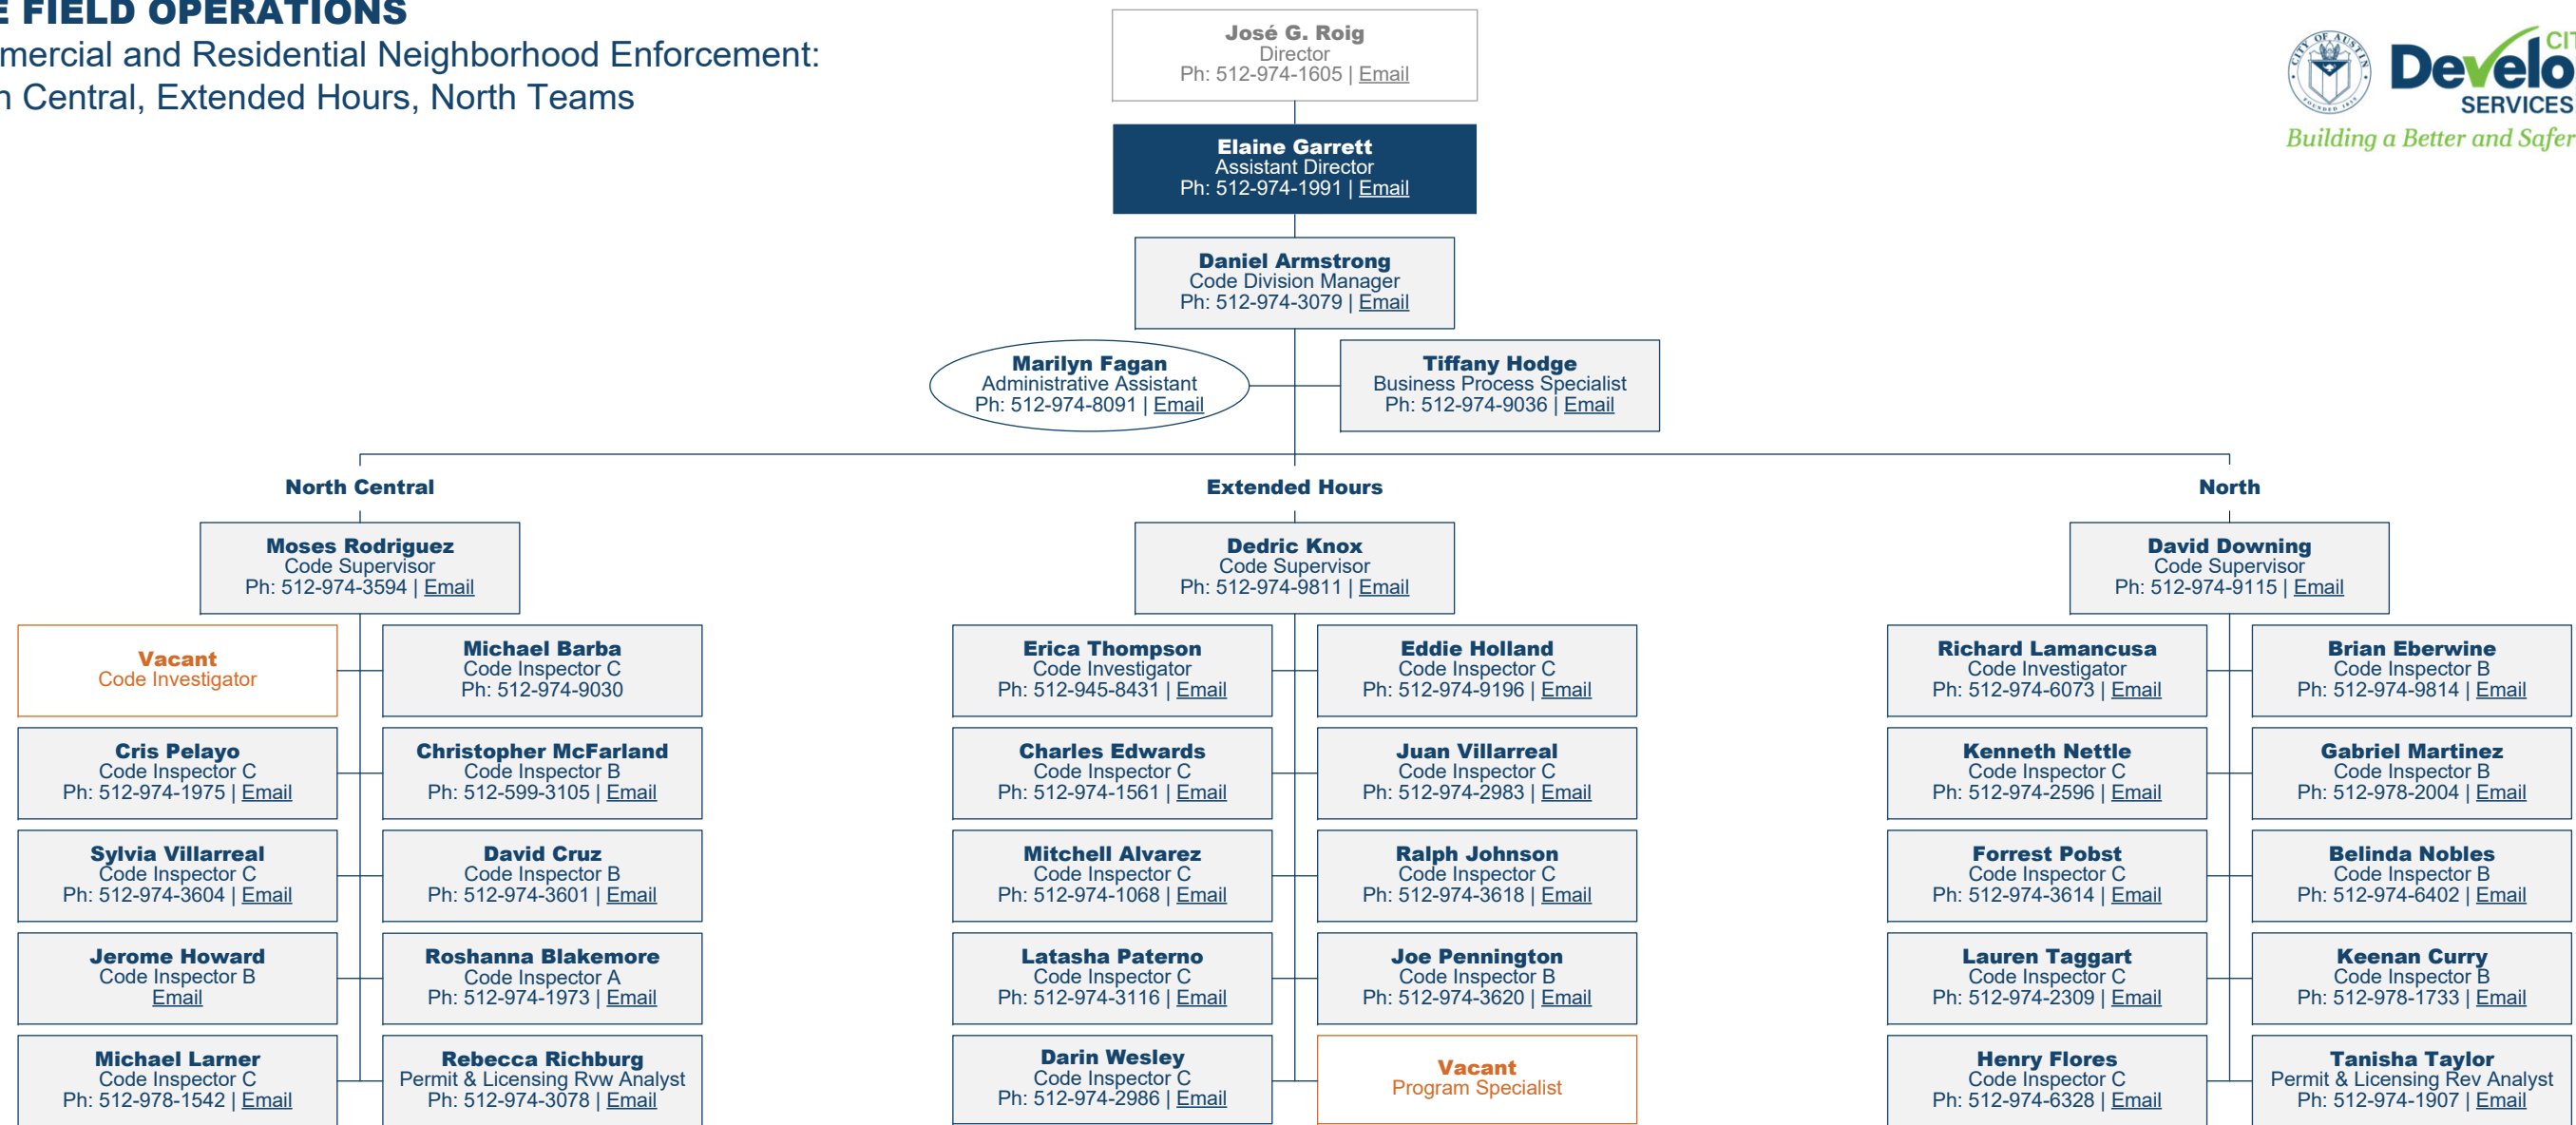 FIELD OPERATIONS
mercial and Residential Neighborhood Enforcement:
Central, Extended Hours, North Teams
José G. Roig
Director
Ph: 512-974-1605 | Email
CITY OF AUSTIN
FOUNDED 1839
Develo
SERVICES
Building a Better and Safer
Elaine Garrett
Assistant Director
Ph: 512-974-1991 | Email
Daniel Armstrong
Code Division Manager
Ph: 512-974-3079 | Email
Marilyn Fagan
Administrative Assistant
Ph: 512-974-8091 | Email
Tiffany Hodge
Business Process Specialist
Ph: 512-974-9036 | Email
North Central
Moses Rodriguez
Code Supervisor
Ph: 512-974-3594 | Email
Vacant
Code Investigator
Michael Barba
Code Inspector C
Ph: 512-974-9030
Cris Pelayo
Code Inspector C
Ph: 512-974-1975 | Email
Christopher McFarland
Code Inspector B
Ph: 512-599-3105 | Email
Sylvia Villarreal
Code Inspector C
Ph: 512-974-3604 | Email
David Cruz
Code Inspector B
Ph: 512-974-3601 | Email
Jerome Howard
Code Inspector B
Email
Roshanna Blakemore
Code Inspector A
Ph: 512-974-1973 | Email
Michael Larner
Code Inspector C
Ph: 512-978-1542 | Email
Rebecca Richburg
Permit & Licensing Rvw Analyst
Ph: 512-974-3078 | Email
Extended Hours
Dedric Knox
Code Supervisor
Ph: 512-974-9811 | Email
Erica Thompson
Code Investigator
Ph: 512-945-8431 | Email
Eddie Holland
Code Inspector C
Ph: 512-974-9196 | Email
Charles Edwards
Code Inspector C
Ph: 512-974-1561 | Email
Juan Villarreal
Code Inspector C
Ph: 512-974-2983 | Email
Mitchell Alvarez
Code Inspector C
Ph: 512-974-1068 | Email
Ralph Johnson
Code Inspector C
Ph: 512-974-3618 | Email
Latasha Paterno
Code Inspector C
Ph: 512-974-3116 | Email
Joe Pennington
Code Inspector B
Ph: 512-974-3620 | Email
Darin Wesley
Code Inspector C
Ph: 512-974-2986 | Email
Vacant
Program Specialist
North
David Downing
Code Supervisor
Ph: 512-974-9115 | Email
Richard Lamancusa
Code Investigator
Ph: 512-974-6073 | Email
Brian Eberwine
Code Inspector B
Ph: 512-974-9814 | Email
Kenneth Nettle
Code Inspector C
Ph: 512-974-2596 | Email
Gabriel Martinez
Code Inspector B
Ph: 512-978-2004 | Email
Forrest Pobst
Code Inspector C
Ph: 512-974-3614 | Email
Belinda Nobles
Code Inspector B
Ph: 512-974-6402 | Email
Lauren Taggart
Code Inspector C
Ph: 512-974-2309 | Email
Keenan Curry
Code Inspector B
Ph: 512-978-1733 | Email
Henry Flores
Code Inspector C
Ph: 512-974-6328 | Email
Tanisha Taylor
Permit & Licensing Rev Analyst
Ph: 512-974-1907 | Email